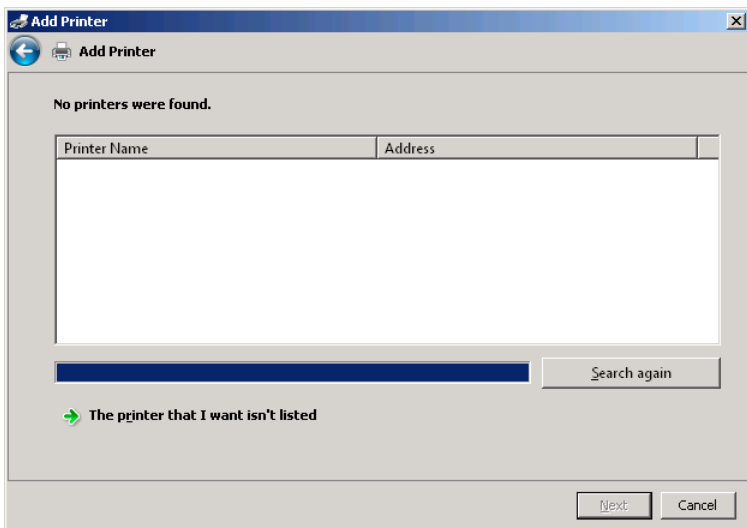 Add Printer
Add Printer
No printers were found.
Printer Name Address
Search again
The printer that I want isn't listed
Next Cancel